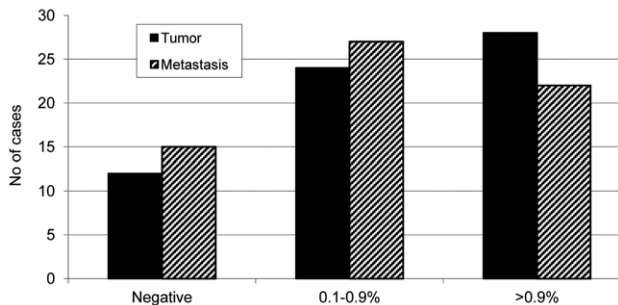 30
25
20
15
10
5
0
No of cases
Tumor
Metastasis
Negative 0.1-0.9% >0.9%